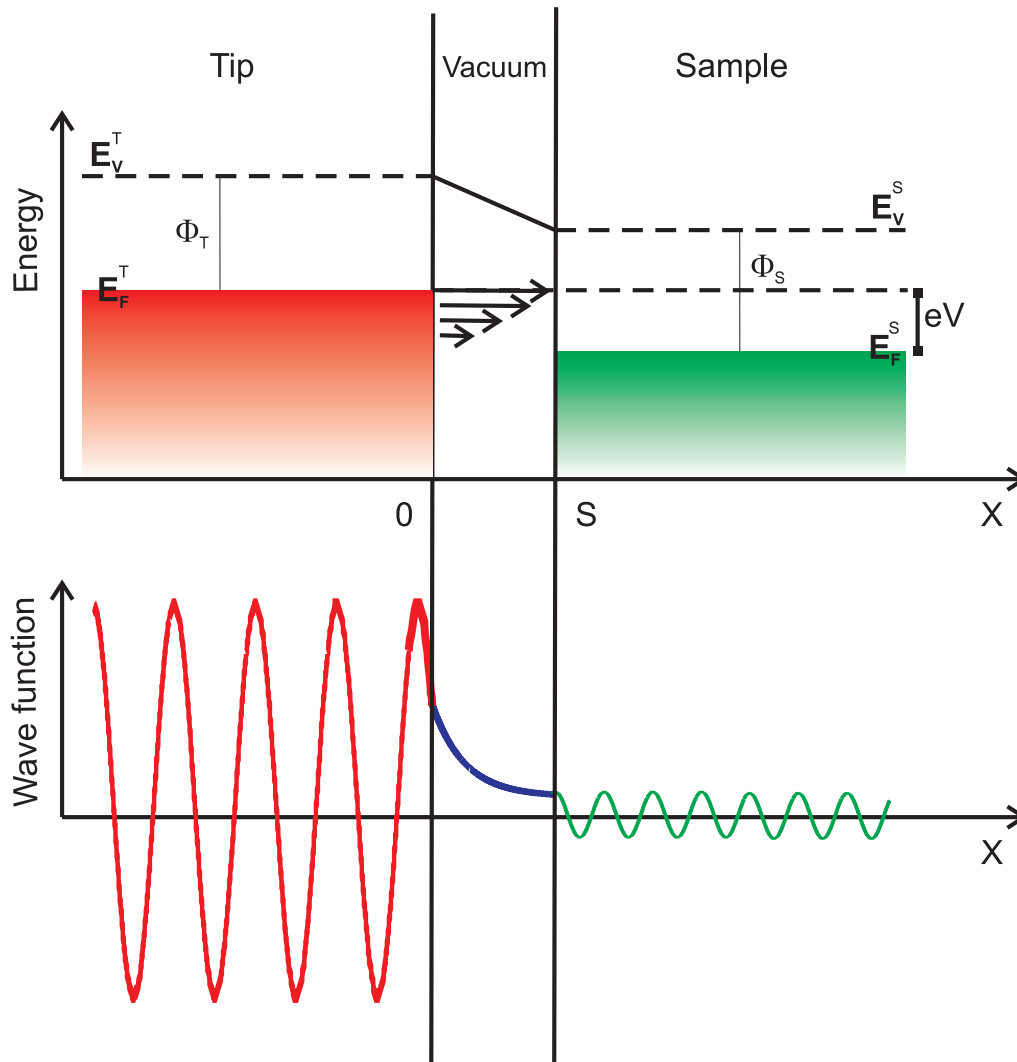 Tip Vacuum Sample
Energy
E_V^T
E_V^S
Φ_T
Φ_S
E_F^T
eV
E_F^S
0 S X
Wave function
X